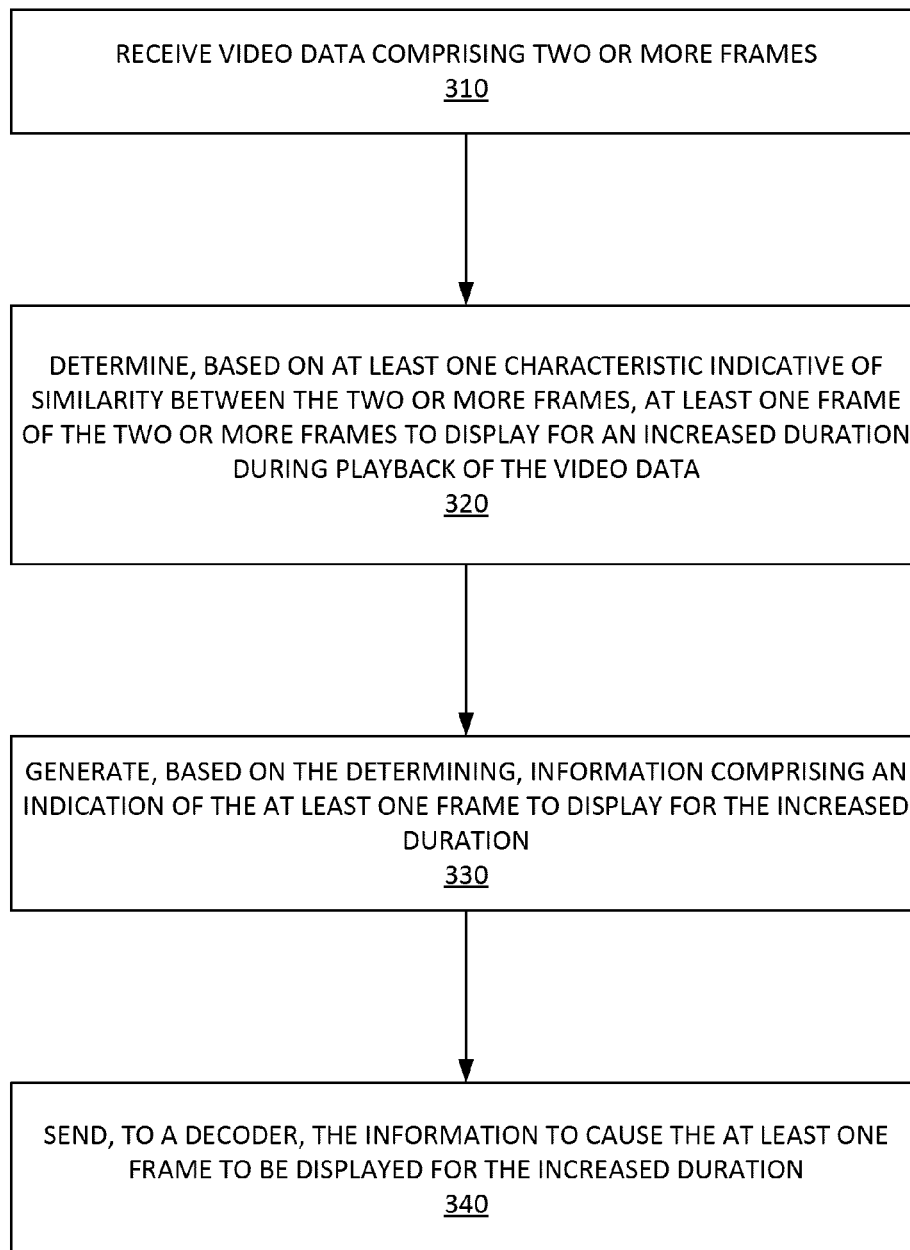 RECEIVE VIDEO DATA COMPRISING TWO OR MORE FRAMES
310
DETERMINE, BASED ON AT LEAST ONE CHARACTERISTIC INDICATIVE OF
SIMILARITY BETWEEN THE TWO OR MORE FRAMES, AT LEAST ONE FRAME
OF THE TWO OR MORE FRAMES TO DISPLAY FOR AN INCREASED DURATION
DURING PLAYBACK OF THE VIDEO DATA
320
GENERATE, BASED ON THE DETERMINING, INFORMATION COMPRISING AN
INDICATION OF THE AT LEAST ONE FRAME TO DISPLAY FOR THE INCREASED
DURATION
330
SEND, TO A DECODER, THE INFORMATION TO CAUSE THE AT LEAST ONE
FRAME TO BE DISPLAYED FOR THE INCREASED DURATION
340